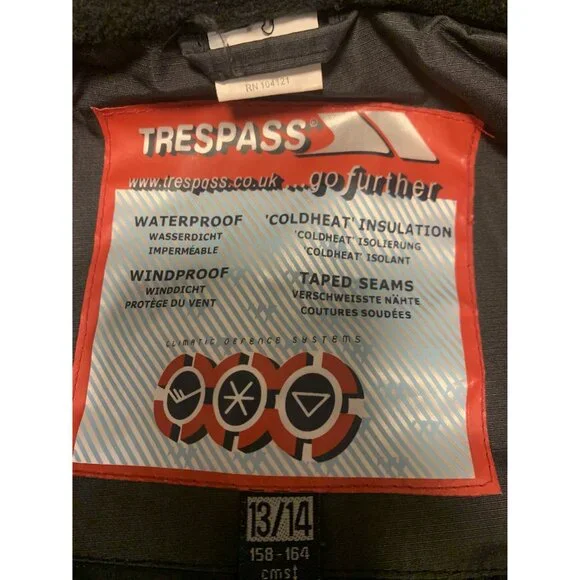 RN 164121
TRESPASS®
www.trespass.co.uk ...go further
WATERPROOF
WASSERDICHT
IMPERMÉABLE
'COLDHEAT' INSULATION
'COLDHEAT' ISOLIERUNG
'COLDHEAT' ISOLANT
WINDPROOF
WINDDICHT
PROTÈGE DU VENT
TAPED SEAMS
VERSCHWEISSTE NÄHTE
COUTURES SOUDÉES
CLIMATIC DEFENCE SYSTEMS
13/14
158-164
cms